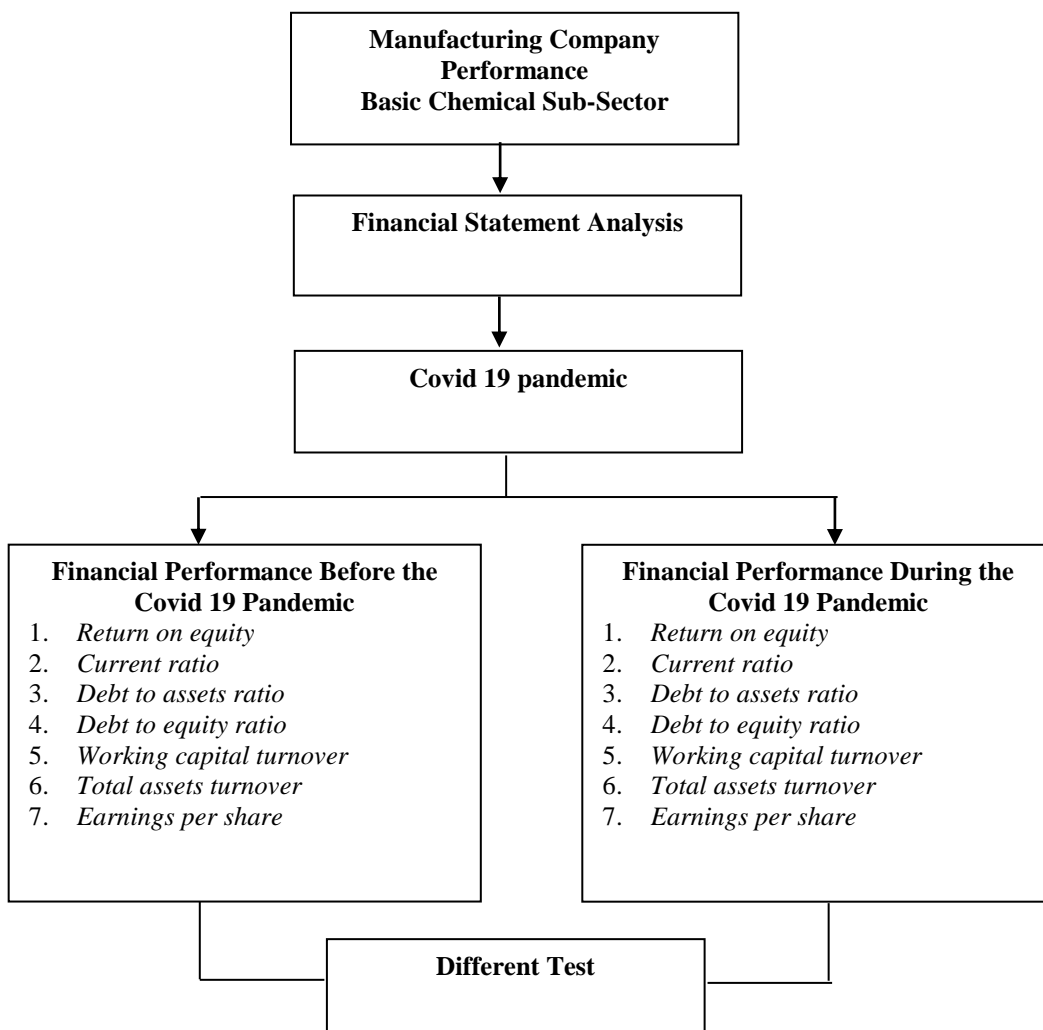 Manufacturing Company
Performance
Basic Chemical Sub-Sector
Financial Statement Analysis
Covid 19 pandemic
Financial Performance Before the
Covid 19 Pandemic
1. Return on equity
2. Current ratio
3. Debt to assets ratio
4. Debt to equity ratio
5. Working capital turnover
6. Total assets turnover
7. Earnings per share
Financial Performance During the
Covid 19 Pandemic
1. Return on equity
2. Current ratio
3. Debt to assets ratio
4. Debt to equity ratio
5. Working capital turnover
6. Total assets turnover
7. Earnings per share
Different Test